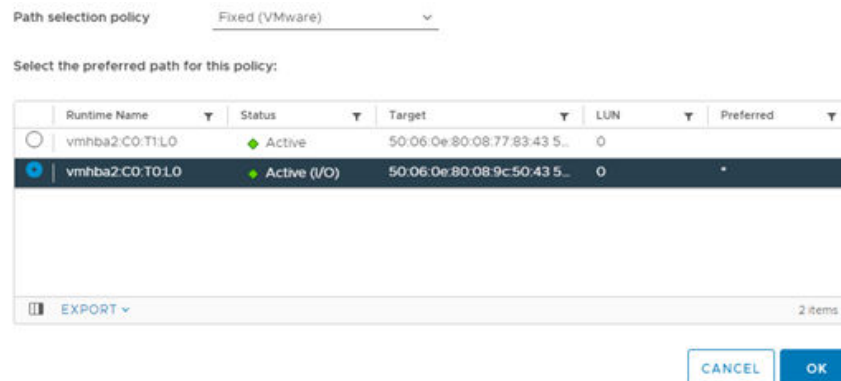 Path selection policy Fixed (VMware)
Select the preferred path for this policy:
Runtime Name Status Target LUN Preferred
vmhba2:C0:T1:L0 Active 50:06:0e:80:08:77:83:43 5... 0
vmhba2:C0:T0:L0 Active (I/O) 50:06:0e:80:08:9c:50:43 5... 0 *
EXPORT 2 items
CANCEL OK